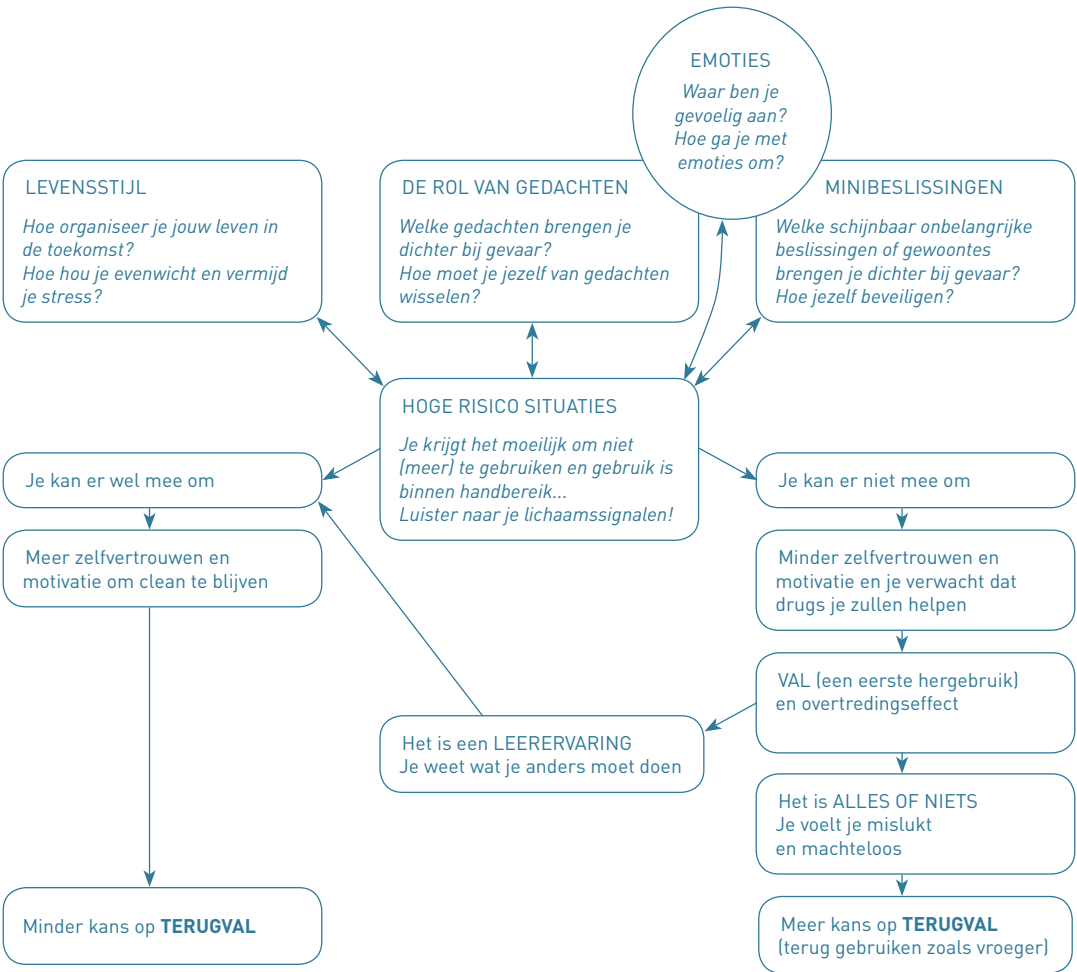 EMOTIES
Waar ben je
gevoelig aan?
Hoe ga je met
emoties om?
LEVENSSTIJL
Hoe organiseer je jouw leven in
de toekomst?
Hoe hou je evenwicht en vermijd
je stress?
DE ROL VAN GEDACHTEN
Welke gedachten brengen je
dichter bij gevaar?
Hoe moet je jezelf van gedachten
wisselen?
MINIBESLISSINGEN
Welke schijnbaar onbelangrijke
beslissingen of gewoontes
brengen je dichter bij gevaar?
Hoe jezelf beveiligen?
HOGE RISICO SITUATIES
Je krijgt het moeilijk om niet
(meer) te gebruiken en gebruik is
binnen handbereik...
Luister naar je lichaamssignalen!
Je kan er wel mee om
Meer zelfvertrouwen en
motivatie om clean te blijven
Je kan er niet mee om
Minder zelfvertrouwen en
motivatie en je verwacht dat
drugs je zullen helpen
VAL (een eerste hergebruik)
en overtredingseffect
Het is een LEERERVARING
Je weet wat je anders moet doen
Het is ALLES OF NIETS
Je voelt je mislukt
en machteloos
Minder kans op TERUGVAL
Meer kans op TERUGVAL
(terug gebruiken zoals vroeger)